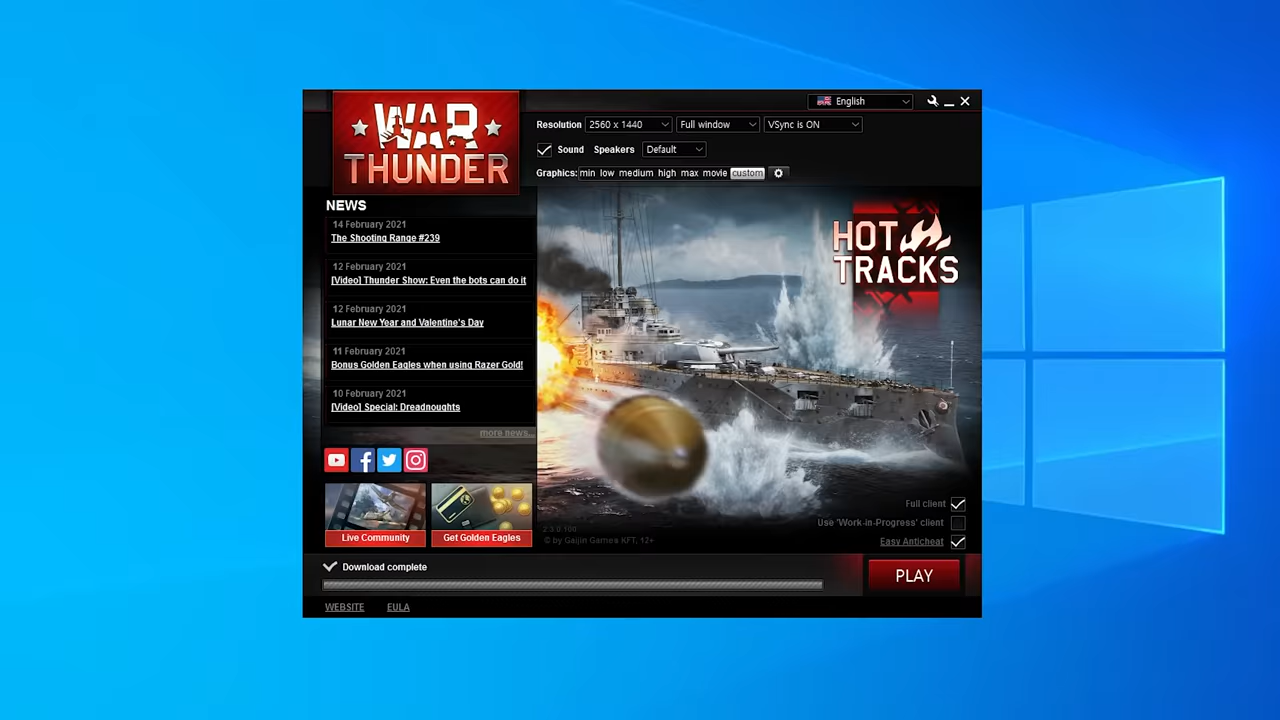 English
WAR
THUNDER
Resolution 2560 x 1440 Full window VSync is ON
Sound Speakers Default
Graphics: min low medium high max movie custom
NEWS
14 February 2021
The Shooting Range #239
12 February 2021
[Video] Thunder Show: Even the bots can do it
12 February 2021
Lunar New Year and Valentine's Day
11 February 2021
Bonus Golden Eagles when using Razer Gold!
10 February 2021
[Video] Special: Dreadnoughts
more news...
HOT
TRACKS
Live Community
Get Golden Eagles
Full client
Use 'Work-in-Progress' client
Easy Anticheat
2.3.0.100
© by Gaijin Games KFT, 12+
Download complete
PLAY
WEBSITE EULA